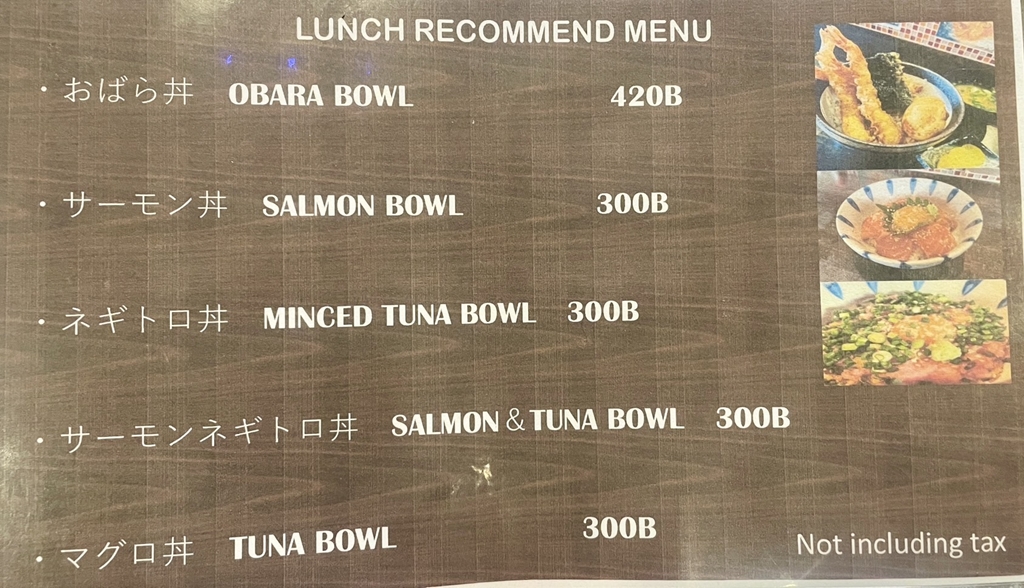 LUNCH RECOMMEND MENU
・おばら丼 OBARA BOWL 420B
・サーモン丼 SALMON BOWL 300B
・ネギトロ丼 MINCED TUNA BOWL 300B
・サーモンネギトロ丼 SALMON&TUNA BOWL 300B
・マグロ丼 TUNA BOWL 300B
Not including tax